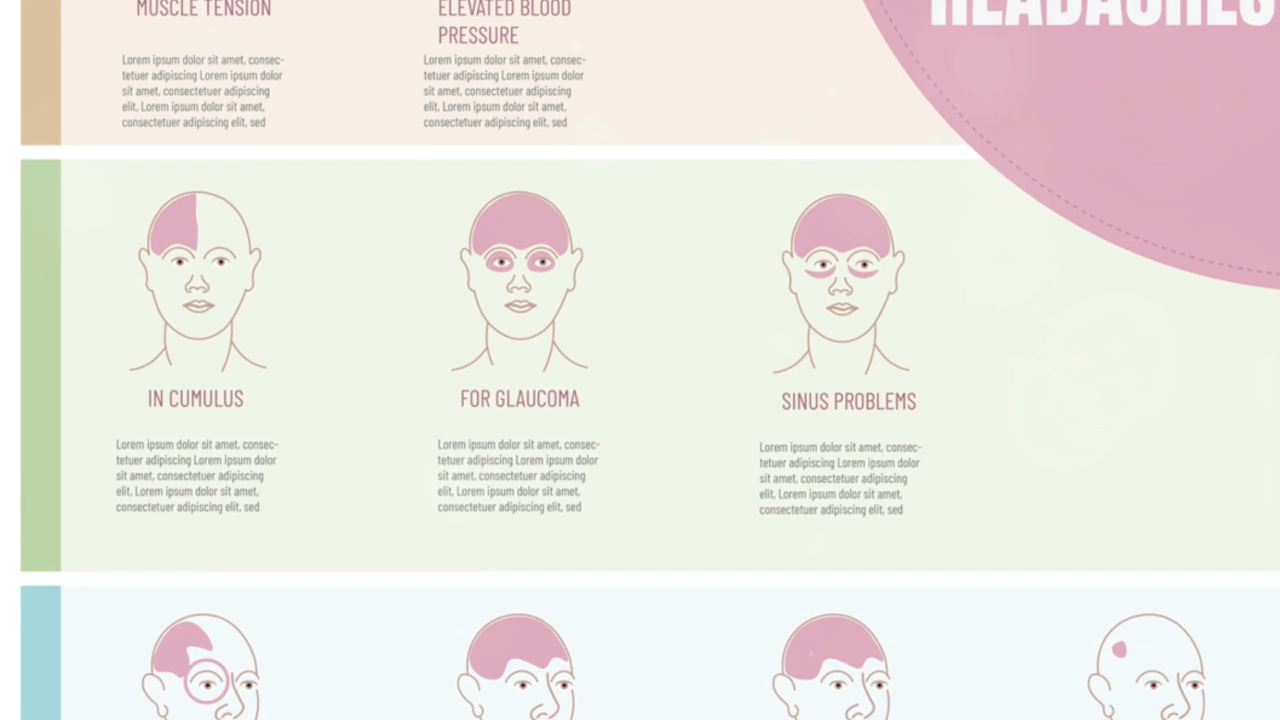 MUSCLE TENSION
ELEVATED BLOOD
PRESSURE
HEADACHES
Lorem ipsum dolor sit amet, consec-
tetuer adipiscing Lorem ipsum dolor
sit amet, consectetuer adipiscing
elit, Lorem ipsum dolor sit amet,
consectetuer adipiscing elit, sed
Lorem ipsum dolor sit amet, consec-
tetuer adipiscing Lorem ipsum dolor
sit amet, consectetuer adipiscing
elit, Lorem ipsum dolor sit amet,
consectetuer adipiscing elit, sed
IN CUMULUS
Lorem ipsum dolor sit amet, consec-
tetuer adipiscing Lorem ipsum dolor
sit amet, consectetuer adipiscing
elit, Lorem ipsum dolor sit amet,
consectetuer adipiscing elit, sed
FOR GLAUCOMA
Lorem ipsum dolor sit amet, consec-
tetuer adipiscing Lorem ipsum dolor
sit amet, consectetuer adipiscing
elit, Lorem ipsum dolor sit amet,
consectetuer adipiscing elit, sed
SINUS PROBLEMS
Lorem ipsum dolor sit amet, consec-
tetuer adipiscing Lorem ipsum dolor
sit amet, consectetuer adipiscing
elit, Lorem ipsum dolor sit amet,
consectetuer adipiscing elit, sed